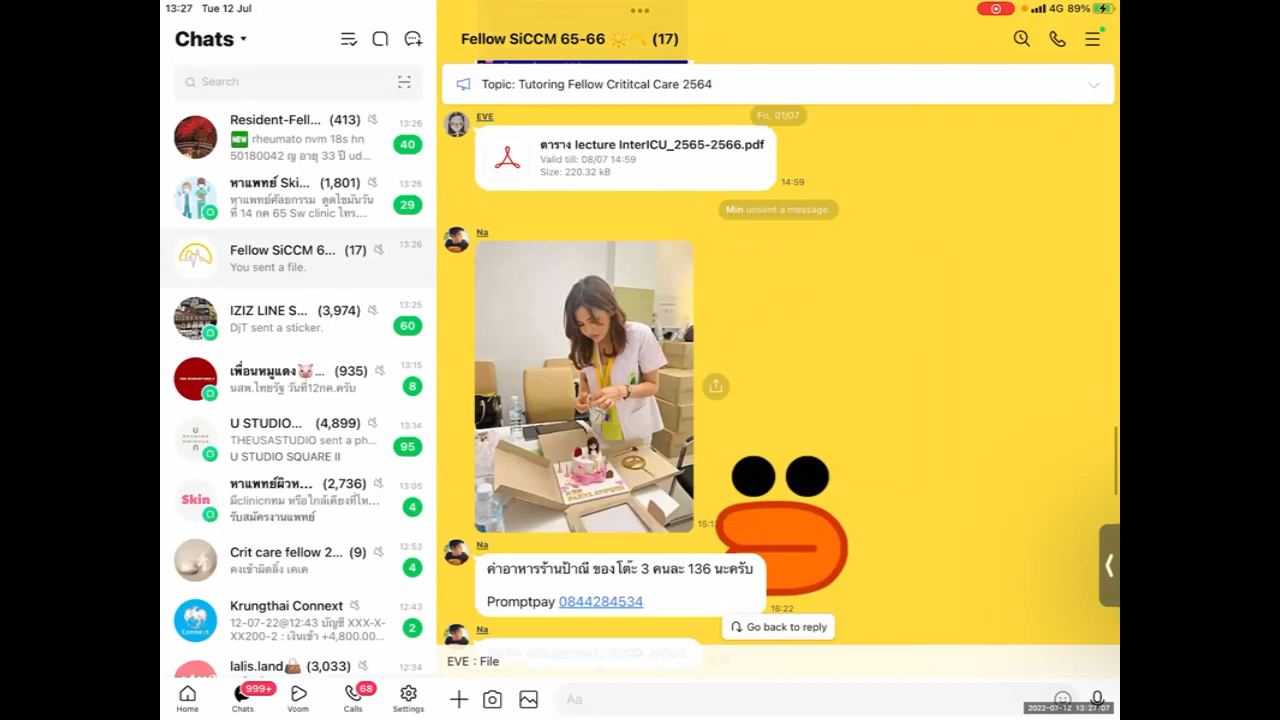 13:27 Tue 12 Jul
4G 89%
Chats
Search
Resident-Fell... (413)
13:26
NEW rheumato nvm 18s hn
50180042 ญ อายุ 33 ปี ud...
40
หาแพทย์ Ski... (1,801)
13:26
หาแพทย์ศัลยกรรม ดูดไขมันวัน
ที่ 14 กค 65 Sw clinic ไทร...
29
Fellow SiCCM 6... (17)
13:26
You sent a file.
IZIZ LINE S... (3,974)
13:25
DjT sent a sticker.
60
เพื่อนหมูแดง🐷... (935)
13:15
นสพ.ไทยรัฐ วันที่12กค.ครับ
8
U STUDIO... (4,899)
13:14
THEUSASTUDIO sent a ph...
U STUDIO SQUARE II
95
หาแพทย์ผิวห... (2,736)
13:05
Skin
มีclinicกทม หรือใกล้เคียงที่ไห...
รับสมัครงานแพทย์
4
Crit care fellow 2... (9)
12:53
คงเข้าผิดลิ้ง เคเค
4
Krungthai Connext
12:43
Connext
12-07-22@12:43 บัญชี XXX-X-
XX200-2 : เงินเข้า +4,800.00...
2
lalis.land👜 (3,033)
12:34
Home
999+
Chats
Voom
68
Calls
Settings
Fellow SiCCM 65-66 (17)
Topic: Tutoring Fellow Crititcal Care 2564
Fri, 01/07
EVE
ตาราง lecture InterICU_2565-2566.pdf
Valid till: 08/07 14:59
Size: 220.32 kB
14:59
Min unsent a message.
Na
15:12
Na
ค่าอาหารร้านป้าณี ของโต๊ะ 3 คนละ 136 นะครับ
Promptpay 0844284534
16:22
Go back to reply
Na
EVE : File
Aa
2022-07-12 13:27:07